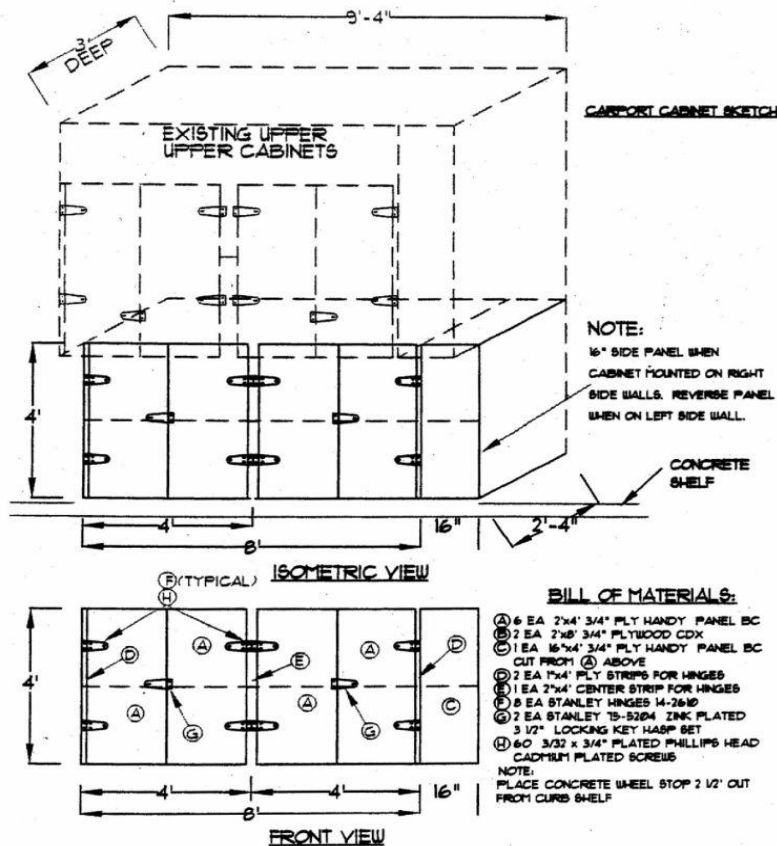 9'-4"
3' DEEP
CARPORT CABINET SKETCH
EXISTING UPPER
UPPER CABINETS
NOTE:
16" SIDE PANEL WHEN
CABINET MOUNTED ON RIGHT
SIDE WALLS. REVERSE PANEL
WHEN ON LEFT SIDE WALL.
4'
CONCRETE
SHELF
4'
16"
2'-4"
8'
ISOMETRIC VIEW
F (TYPICAL)
H
D
A
E
A
D
4'
A
G
A
G
C
4'
4'
16"
8'
FRONT VIEW
BILL OF MATERIALS:
A 6 EA 2'x4' 3/4" PLY HANDY PANEL BC
B 2 EA 2'x8' 3/4" PLYWOOD CDX
C 1 EA 16"x4' 3/4" PLY HANDY PANEL BC
CUT FROM A ABOVE
D 2 EA 1"x4' PLY STRIPS FOR HINGES
E 1 EA 2"x4' CENTER STRIP FOR HINGES
F 8 EA STANLEY HINGES 14-2610
G 2 EA STANLEY 75-5204 ZINK PLATED
3 1/2" LOCKING KEY HASP SET
H 60 3/32 x 3/4" PLATED PHILLIPS HEAD
CADMIUM PLATED SCREWS
NOTE:
PLACE CONCRETE WHEEL STOP 2 1/2' OUT
FROM CURB SHELF